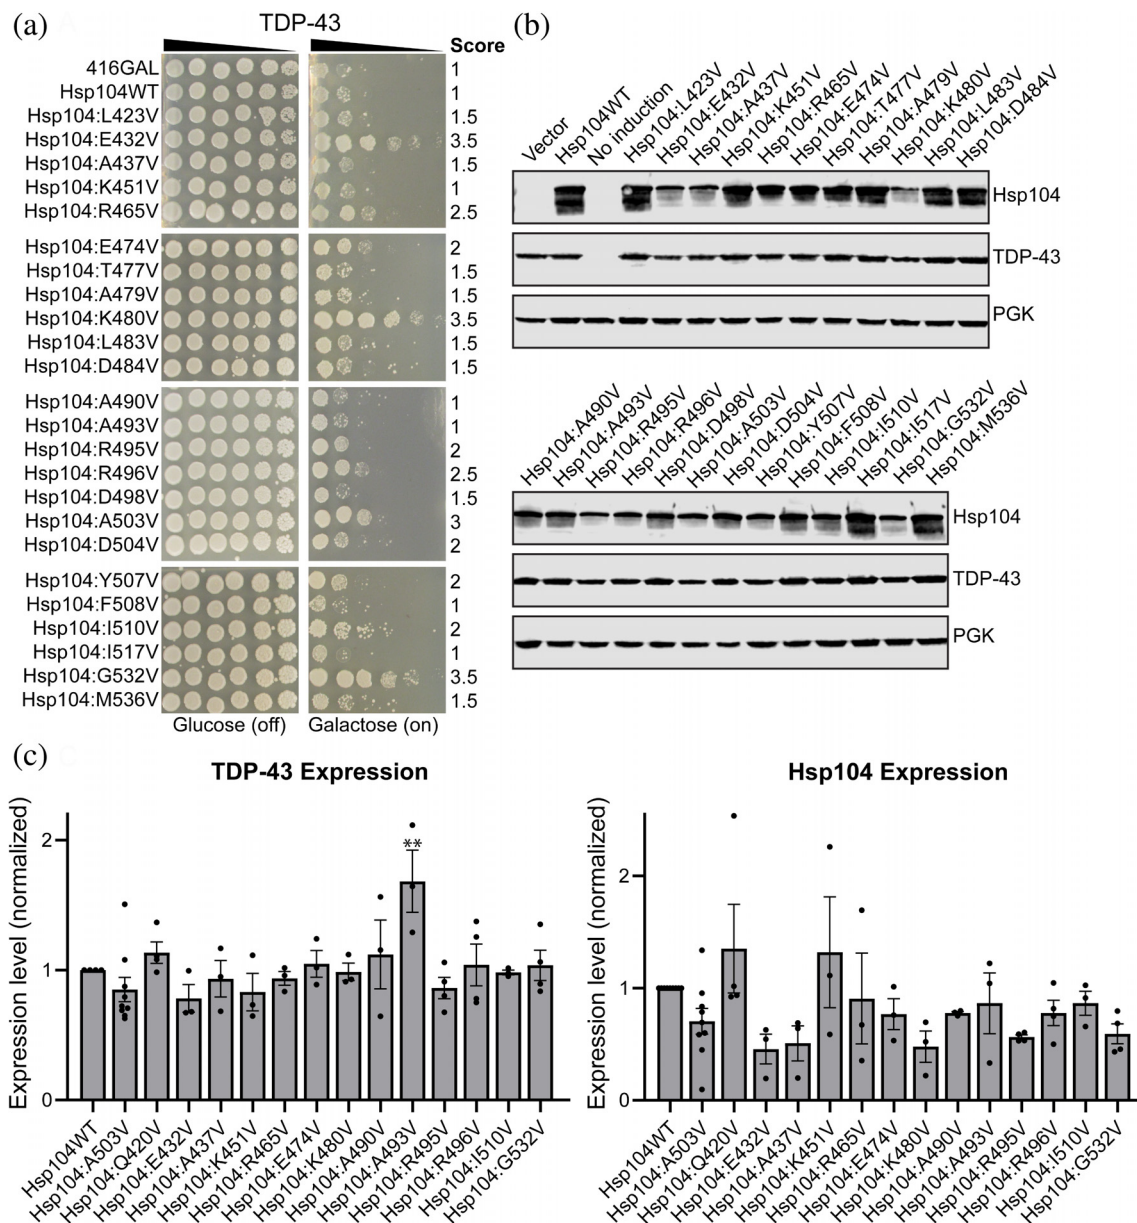 (a)
TDP-43
Score
416GAL 1
Hsp104WT 1
Hsp104:L423V 1.5
Hsp104:E432V 3.5
Hsp104:A437V 1.5
Hsp104:K451V 1
Hsp104:R465V 2.5
Hsp104:E474V 2
Hsp104:T477V 1.5
Hsp104:A479V 1.5
Hsp104:K480V 3.5
Hsp104:L483V 1.5
Hsp104:D484V 1.5
Hsp104:A490V 1
Hsp104:A493V 1
Hsp104:R495V 2
Hsp104:R496V 2.5
Hsp104:D498V 1.5
Hsp104:A503V 3
Hsp104:D504V 2
Hsp104:Y507V 2
Hsp104:F508V 1
Hsp104:I510V 2
Hsp104:I517V 1
Hsp104:G532V 3.5
Hsp104:M536V 1.5
Glucose (off) Galactose (on)
(b)
Vector
Hsp104WT
No induction
Hsp104:L423V
Hsp104:E432V
Hsp104:A437V
Hsp104:K451V
Hsp104:R465V
Hsp104:E474V
Hsp104:T477V
Hsp104:A479V
Hsp104:K480V
Hsp104:L483V
Hsp104:D484V
Hsp104
TDP-43
PGK
Hsp104:A490V
Hsp104:A493V
Hsp104:R495V
Hsp104:R496V
Hsp104:D498V
Hsp104:A503V
Hsp104:D504V
Hsp104:Y507V
Hsp104:F508V
Hsp104:I510V
Hsp104:I517V
Hsp104:G532V
Hsp104:M536V
Hsp104
TDP-43
PGK
(c)
TDP-43 Expression
Expression level (normalized)
2
1
0
**
Hsp104WT
Hsp104:A503V
Hsp104:Q420V
Hsp104:E432V
Hsp104:A437V
Hsp104:K451V
Hsp104:R465V
Hsp104:E474V
Hsp104:K480V
Hsp104:A490V
Hsp104:A493V
Hsp104:R495V
Hsp104:R496V
Hsp104:I510V
Hsp104:G532V
Hsp104 Expression
Expression level (normalized)
2
1
0
Hsp104WT
Hsp104:A503V
Hsp104:Q420V
Hsp104:E432V
Hsp104:A437V
Hsp104:K451V
Hsp104:R465V
Hsp104:E474V
Hsp104:K480V
Hsp104:A490V
Hsp104:A493V
Hsp104:R495V
Hsp104:R496V
Hsp104:I510V
Hsp104:G532V